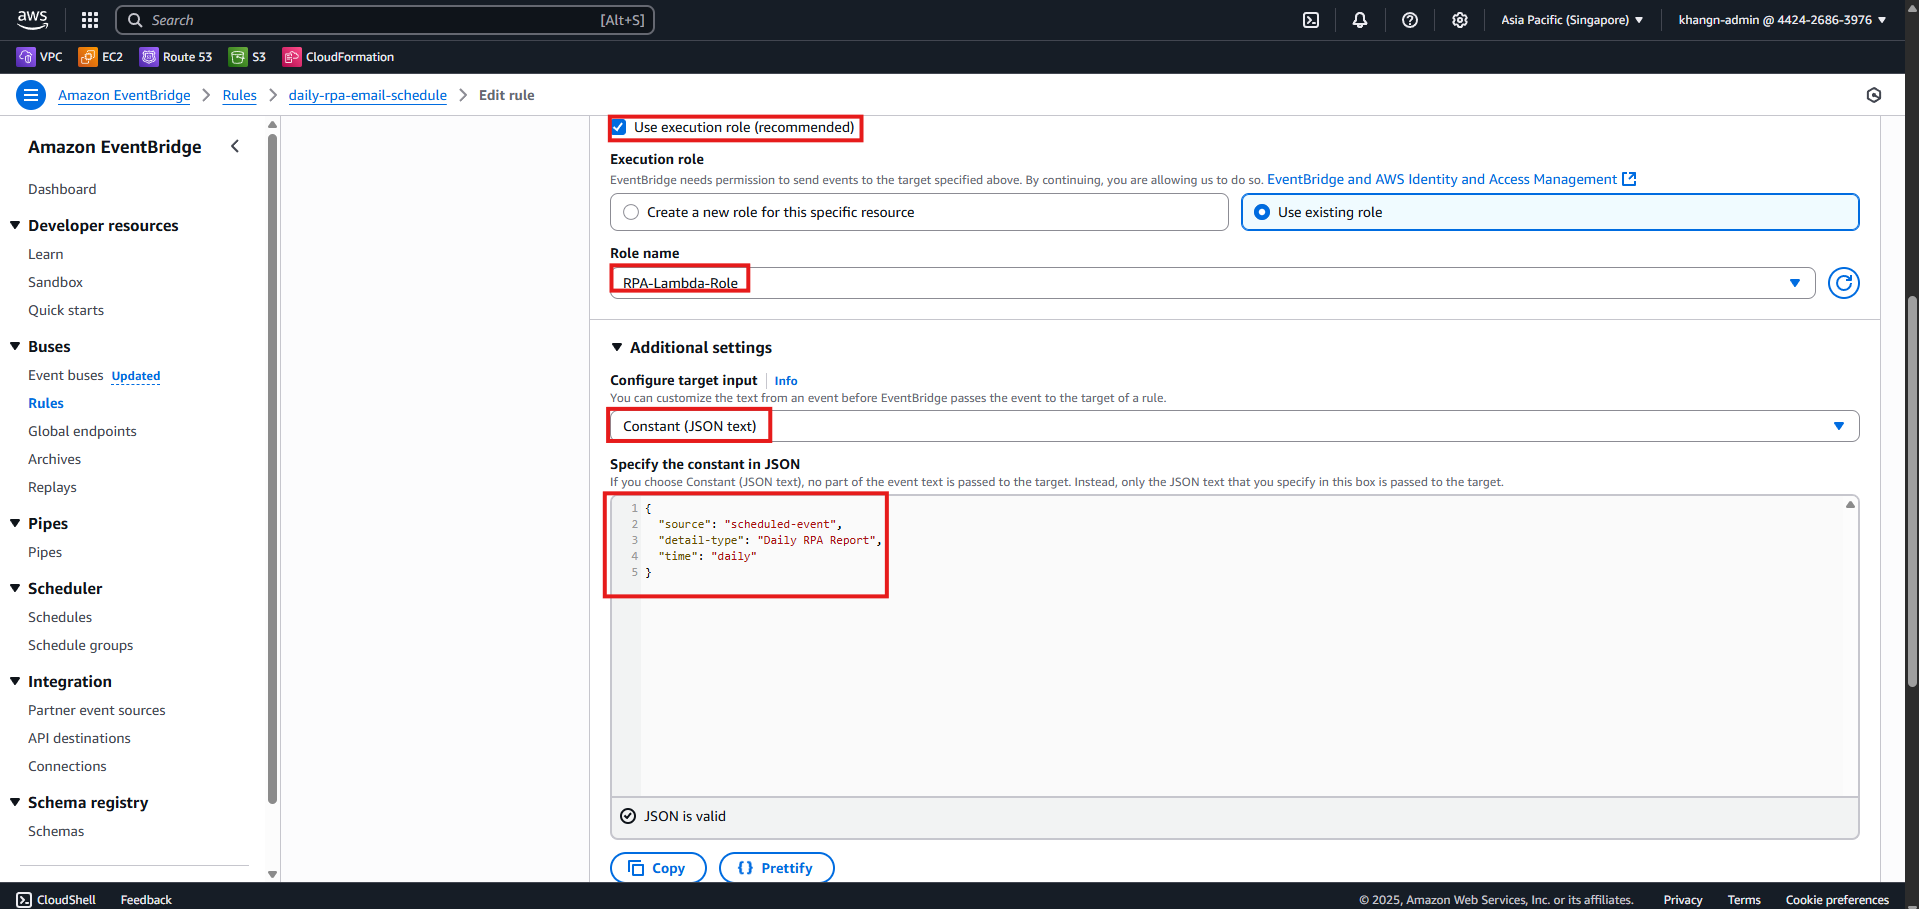 aws
Search [Alt+S]
Asia Pacific (Singapore)
khangn-admin @ 4424-2686-3976
VPC EC2 Route 53 S3 CloudFormation
Amazon EventBridge > Rules > daily-rpa-email-schedule > Edit rule
Amazon EventBridge
Dashboard
Developer resources
Learn
Sandbox
Quick starts
Buses
Event buses Updated
Rules
Global endpoints
Archives
Replays
Pipes
Pipes
Scheduler
Schedules
Schedule groups
Integration
Partner event sources
API destinations
Connections
Schema registry
Schemas
Use execution role (recommended)
Execution role
EventBridge needs permission to send events to the target specified above. By continuing, you are allowing us to do so. EventBridge and AWS Identity and Access Management
Create a new role for this specific resource
Use existing role
Role name
RPA-Lambda-Role
Additional settings
Configure target input Info
You can customize the text from an event before EventBridge passes the event to the target of a rule.
Constant (JSON text)
Specify the constant in JSON
If you choose Constant (JSON text), no part of the event text is passed to the target. Instead, only the JSON text that you specify in this box is passed to the target.
1 {
2 "source": "scheduled-event",
3 "detail-type": "Daily RPA Report",
4 "time": "daily"
5 }
JSON is valid
Copy
{} Prettify
CloudShell Feedback
© 2025, Amazon Web Services, Inc. or its affiliates. Privacy Terms Cookie preferences